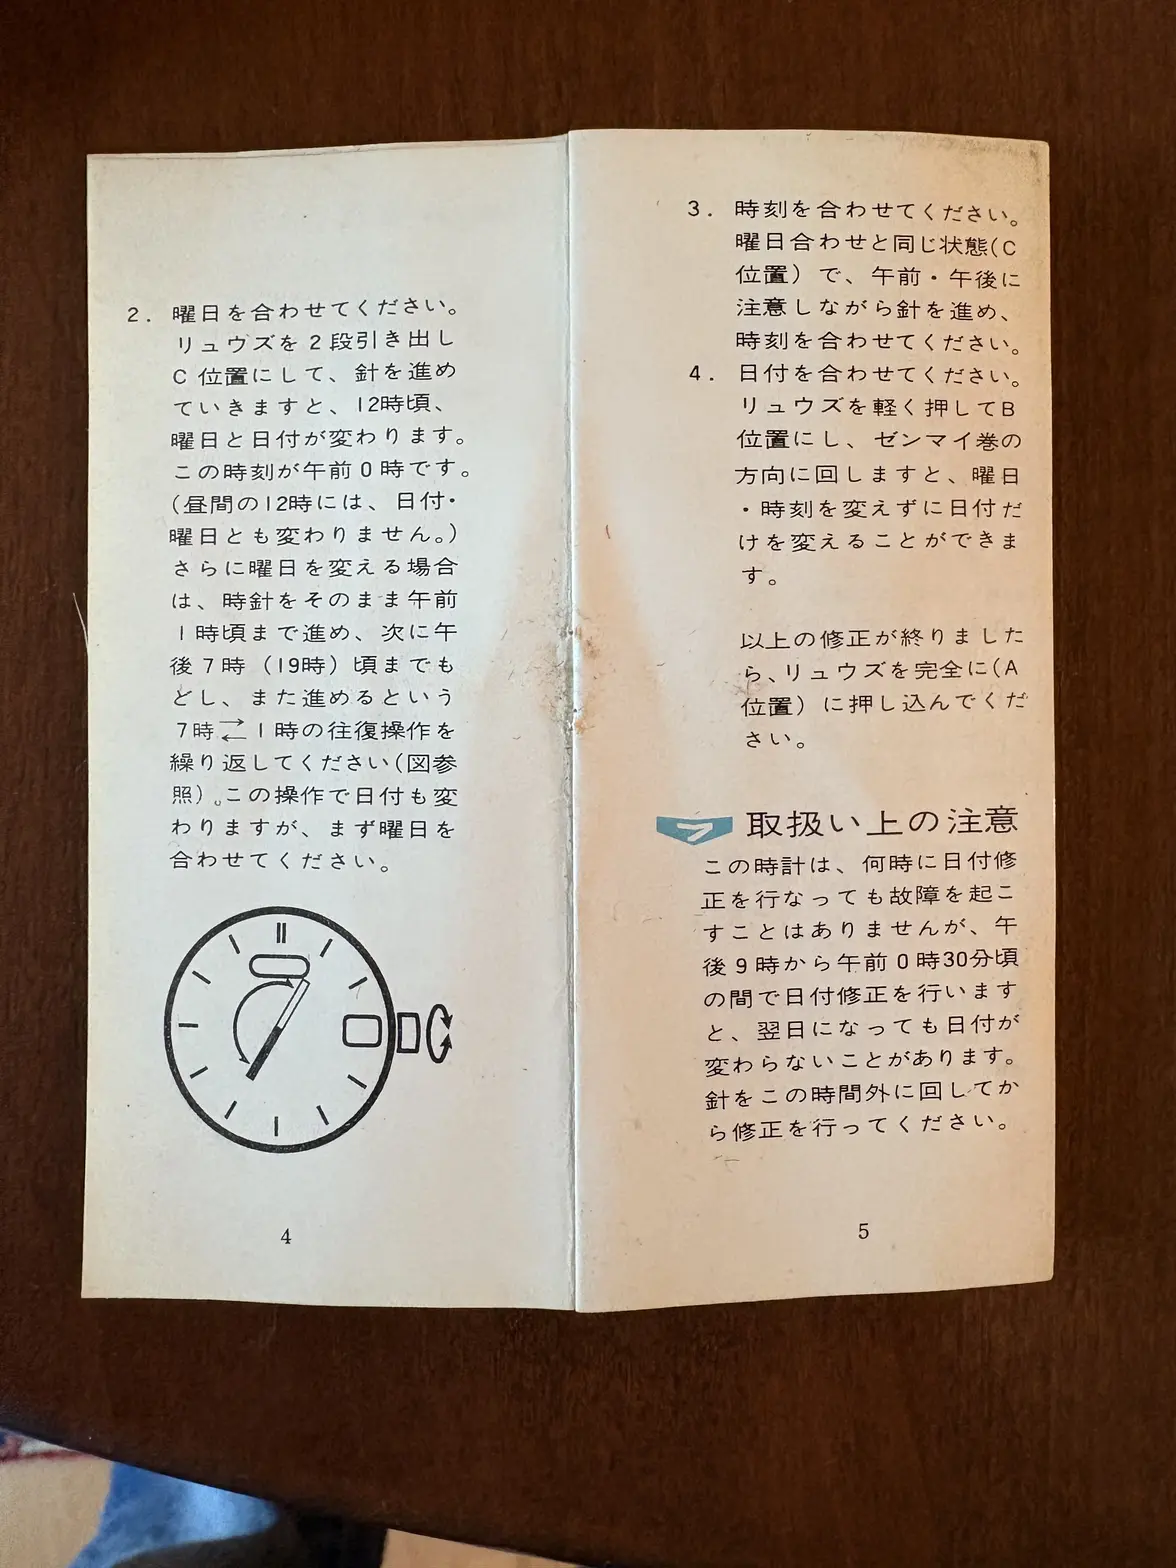 2. 曜日を合わせてください。
リュウズを2段引き出し
C位置にして、針を進め
ていきますと、12時頃、
曜日と日付が変わります。
この時刻が午前0時です。
(昼間の12時には、日付・
曜日とも変わりません。)
さらに曜日を変える場合
は、時針をそのまま午前
1時頃まで進め、次に午
後7時(19時)頃までも
どし、また進めるという
7時⇄1時の往復操作を
繰り返してください(図参
照)。この操作で日付も変
わりますが、まず曜日を
合わせてください。
4
3. 時刻を合わせてください。
曜日合わせと同じ状態(C
位置)で、午前・午後に
注意しながら針を進め、
時刻を合わせてください。
4. 日付を合わせてください。
リュウズを軽く押してB
位置にし、ゼンマイ巻の
方向に回しますと、曜日
・時刻を変えずに日付だ
けを変えることができま
す。
以上の修正が終りました
ら、リュウズを完全に(A
位置)に押し込んでくだ
さい。
取扱い上の注意
この時計は、何時に日付修
正を行なっても故障を起こ
すことはありませんが、午
後9時から午前0時30分頃
の間で日付修正を行います
と、翌日になっても日付が
変わらないことがあります。
針をこの時間外に回してか
ら修正を行ってください。
5